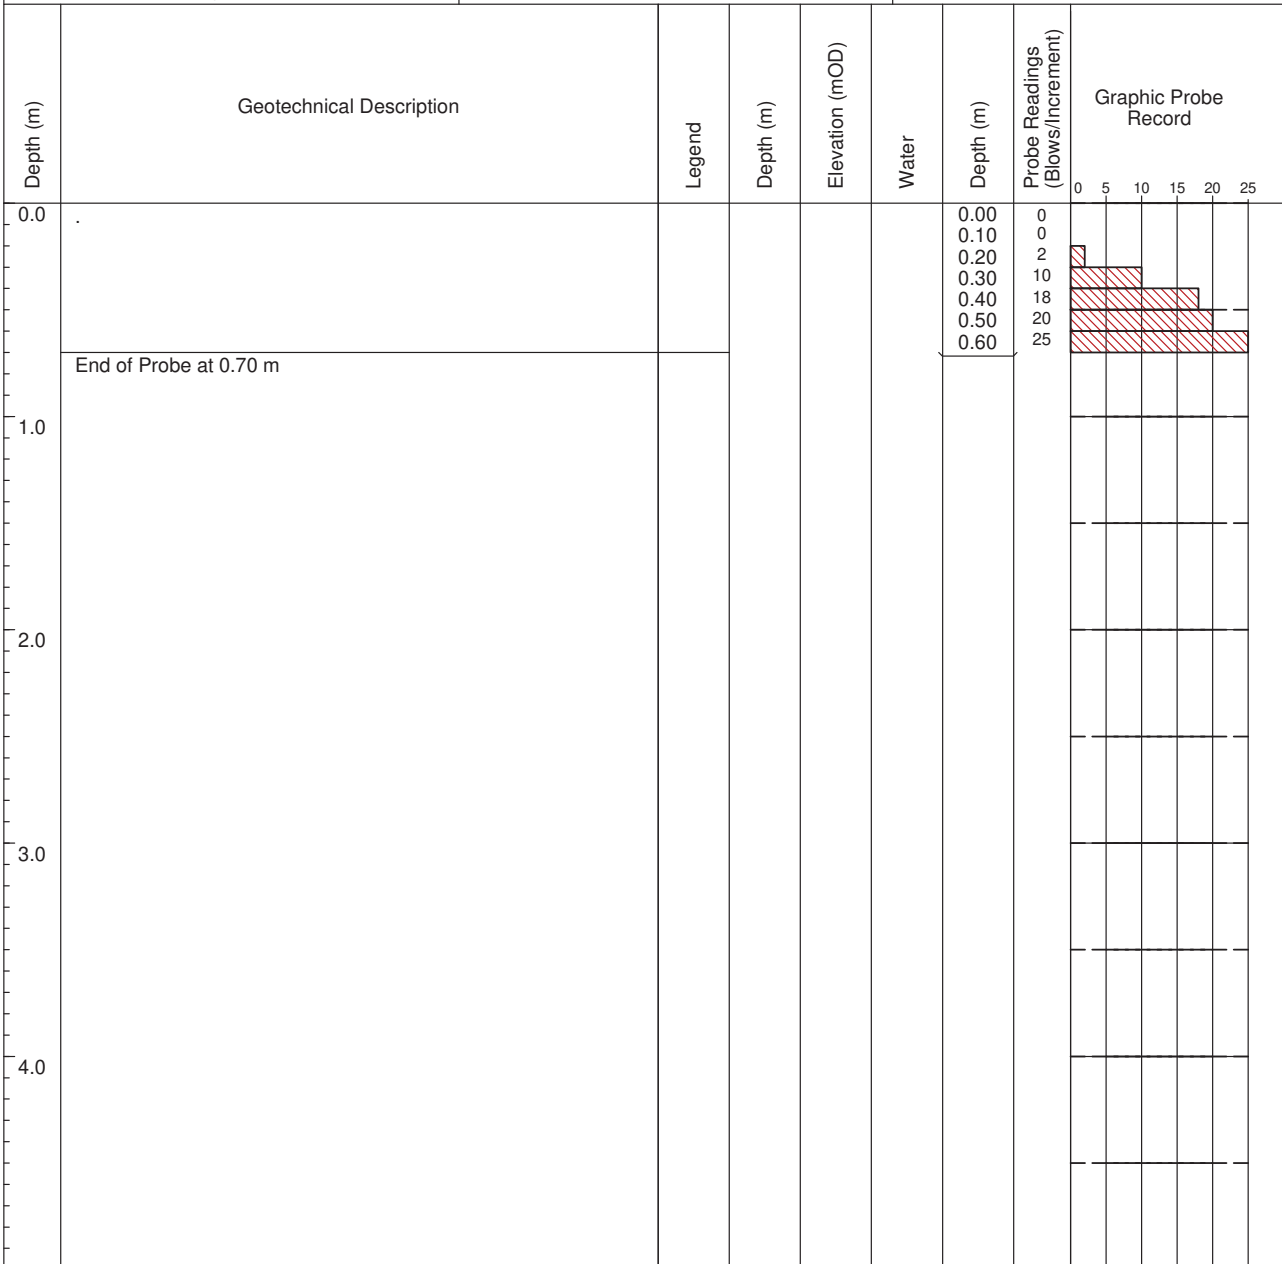 Depth (m)
Geotechnical Description
Legend
Depth (m)
Elevation (mOD)
Water
Depth (m)
Probe Readings
(Blows/Increment)
Graphic Probe
Record
0 5 10 15 20 25
0.0 . 0.00 0
0.10 0
0.20 2
0.30 10
0.40 18
0.50 20
0.60 25
End of Probe at 0.70 m
1.0
2.0
3.0
4.0